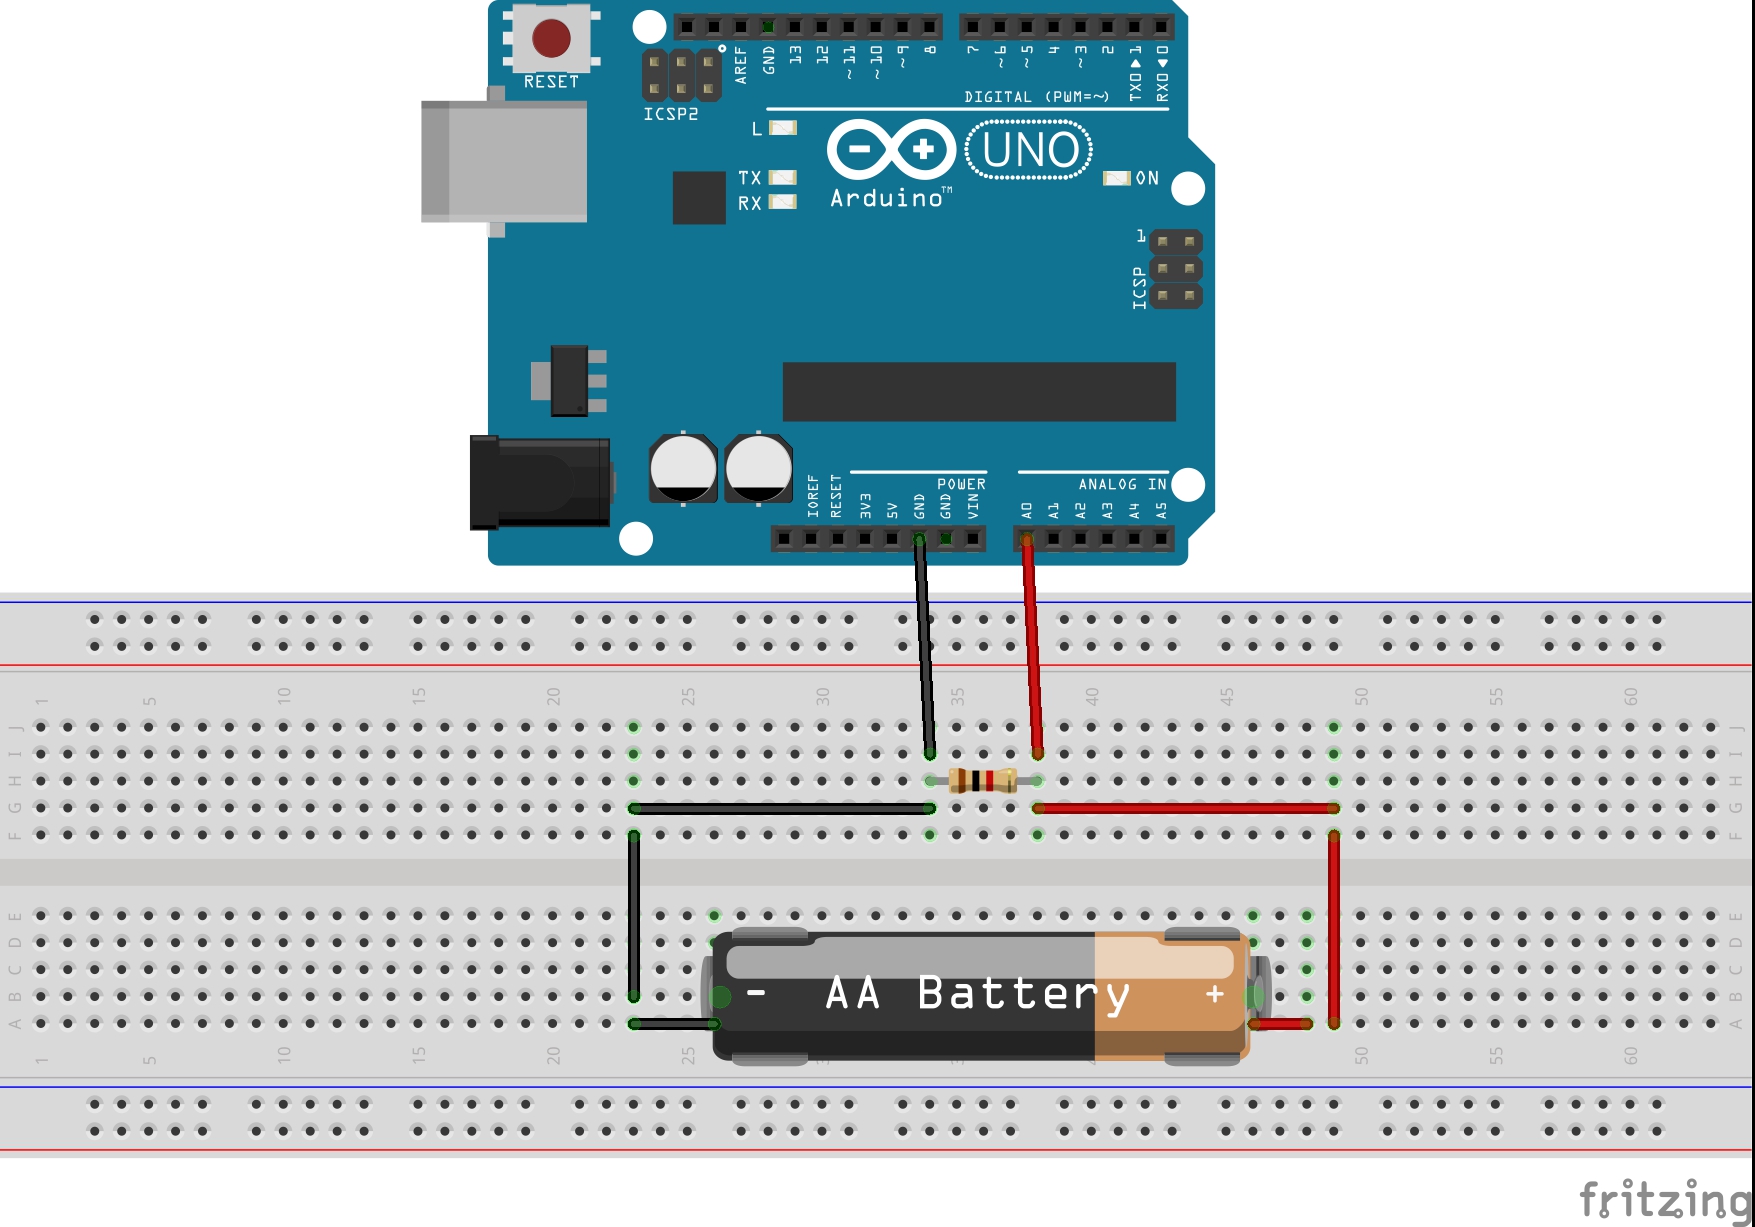 RESET
ICSP2
AREF
GND
13
12
~11
~10
~9
8
7
~6
~5
4
~3
2
TX0▶1
RX0◀0
DIGITAL (PWM=~)
L
TX
RX
UNO
Arduino™
ON
1
ICSP
IOREF
RESET
3V3
5V
GND
GND
VIN
POWER
ANALOG IN
A0
A1
A2
A3
A4
A5
1 5 10 15 20 25 30 35 40 45 50 55 60
J J
I I
H H
G G
F F
E E
D D
C C
B B
A A
- AA Battery +
1 5 10 15 20 25 35 50 55 60
fritzing